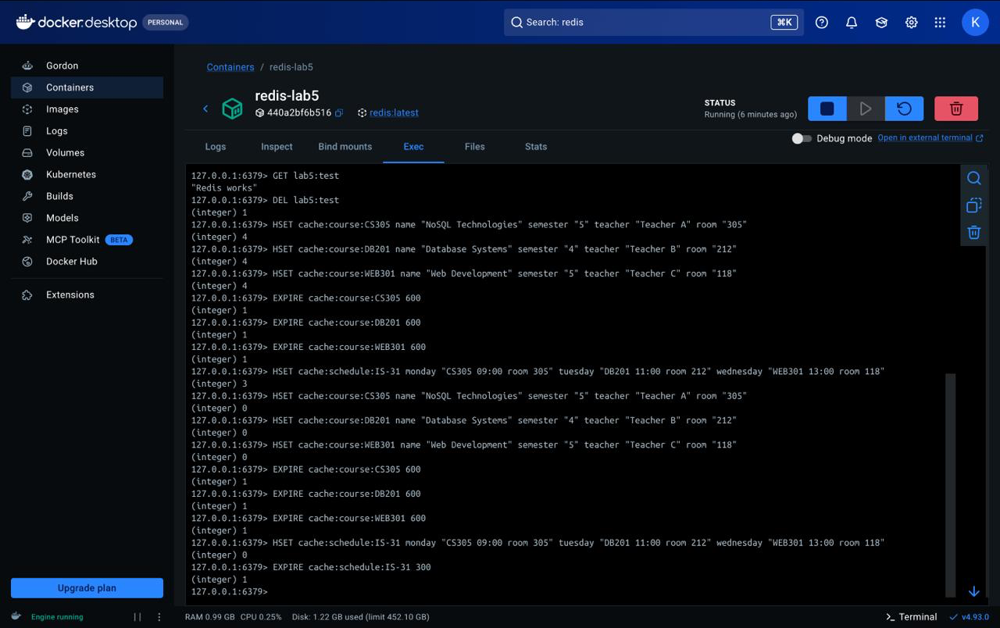 docker.desktop PERSONAL
Search: redis ⌘K
K
Gordon
Containers
Images
Logs
Volumes
Kubernetes
Builds
Models
MCP Toolkit BETA
Docker Hub
Extensions
Upgrade plan
Containers / redis-lab5
redis-lab5
440a2bf6b516 redis:latest
STATUS
Running (6 minutes ago)
Logs Inspect Bind mounts Exec Files Stats
Debug mode Open in external terminal
127.0.0.1:6379> GET lab5:test
"Redis works"
127.0.0.1:6379> DEL lab5:test
(integer) 1
127.0.0.1:6379> HSET cache:course:CS305 name "NoSQL Technologies" semester "5" teacher "Teacher A" room "305"
(integer) 4
127.0.0.1:6379> HSET cache:course:DB201 name "Database Systems" semester "4" teacher "Teacher B" room "212"
(integer) 4
127.0.0.1:6379> HSET cache:course:WEB301 name "Web Development" semester "5" teacher "Teacher C" room "118"
(integer) 4
127.0.0.1:6379> EXPIRE cache:course:CS305 600
(integer) 1
127.0.0.1:6379> EXPIRE cache:course:DB201 600
(integer) 1
127.0.0.1:6379> EXPIRE cache:course:WEB301 600
(integer) 1
127.0.0.1:6379> HSET cache:schedule:IS-31 monday "CS305 09:00 room 305" tuesday "DB201 11:00 room 212" wednesday "WEB301 13:00 room 118"
(integer) 3
127.0.0.1:6379> HSET cache:course:CS305 name "NoSQL Technologies" semester "5" teacher "Teacher A" room "305"
(integer) 0
127.0.0.1:6379> HSET cache:course:DB201 name "Database Systems" semester "4" teacher "Teacher B" room "212"
(integer) 0
127.0.0.1:6379> HSET cache:course:WEB301 name "Web Development" semester "5" teacher "Teacher C" room "118"
(integer) 0
127.0.0.1:6379> EXPIRE cache:course:CS305 600
(integer) 1
127.0.0.1:6379> EXPIRE cache:course:DB201 600
(integer) 1
127.0.0.1:6379> EXPIRE cache:course:WEB301 600
(integer) 1
127.0.0.1:6379> HSET cache:schedule:IS-31 monday "CS305 09:00 room 305" tuesday "DB201 11:00 room 212" wednesday "WEB301 13:00 room 118"
(integer) 0
127.0.0.1:6379> EXPIRE cache:schedule:IS-31 300
(integer) 1
127.0.0.1:6379>
Engine running RAM 0.99 GB CPU 0.25% Disk: 1.22 GB used (limit 452.10 GB) Terminal v4.93.0